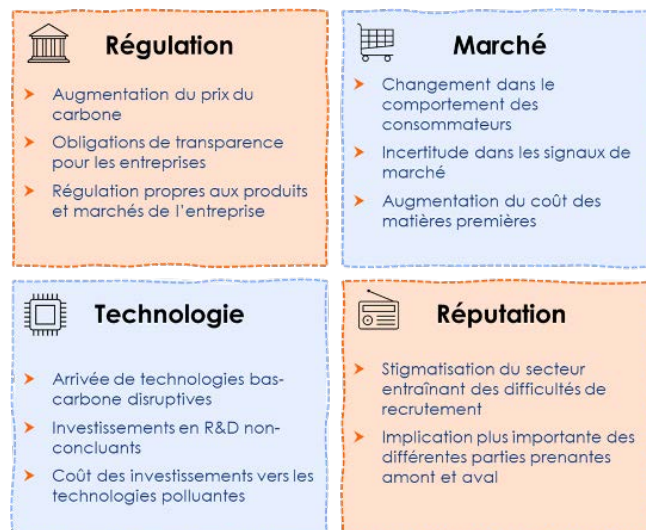 Régulation
Augmentation du prix du
carbone
Obligations de transparence
pour les entreprises
Régulation propres aux produits
et marchés de l'entreprise
Marché
Changement dans le
comportement des
consommateurs
Incertitude dans les signaux de
marché
Augmentation du coût des
matières premières
Technologie
Arrivée de technologies bas-
carbone disruptives
Investissements en R&D non-
concluants
Coût des investissements vers les
technologies polluantes
Réputation
Stigmatisation du secteur
entraînant des difficultés de
recrutement
Implication plus importante des
différentes parties prenantes
amont et aval